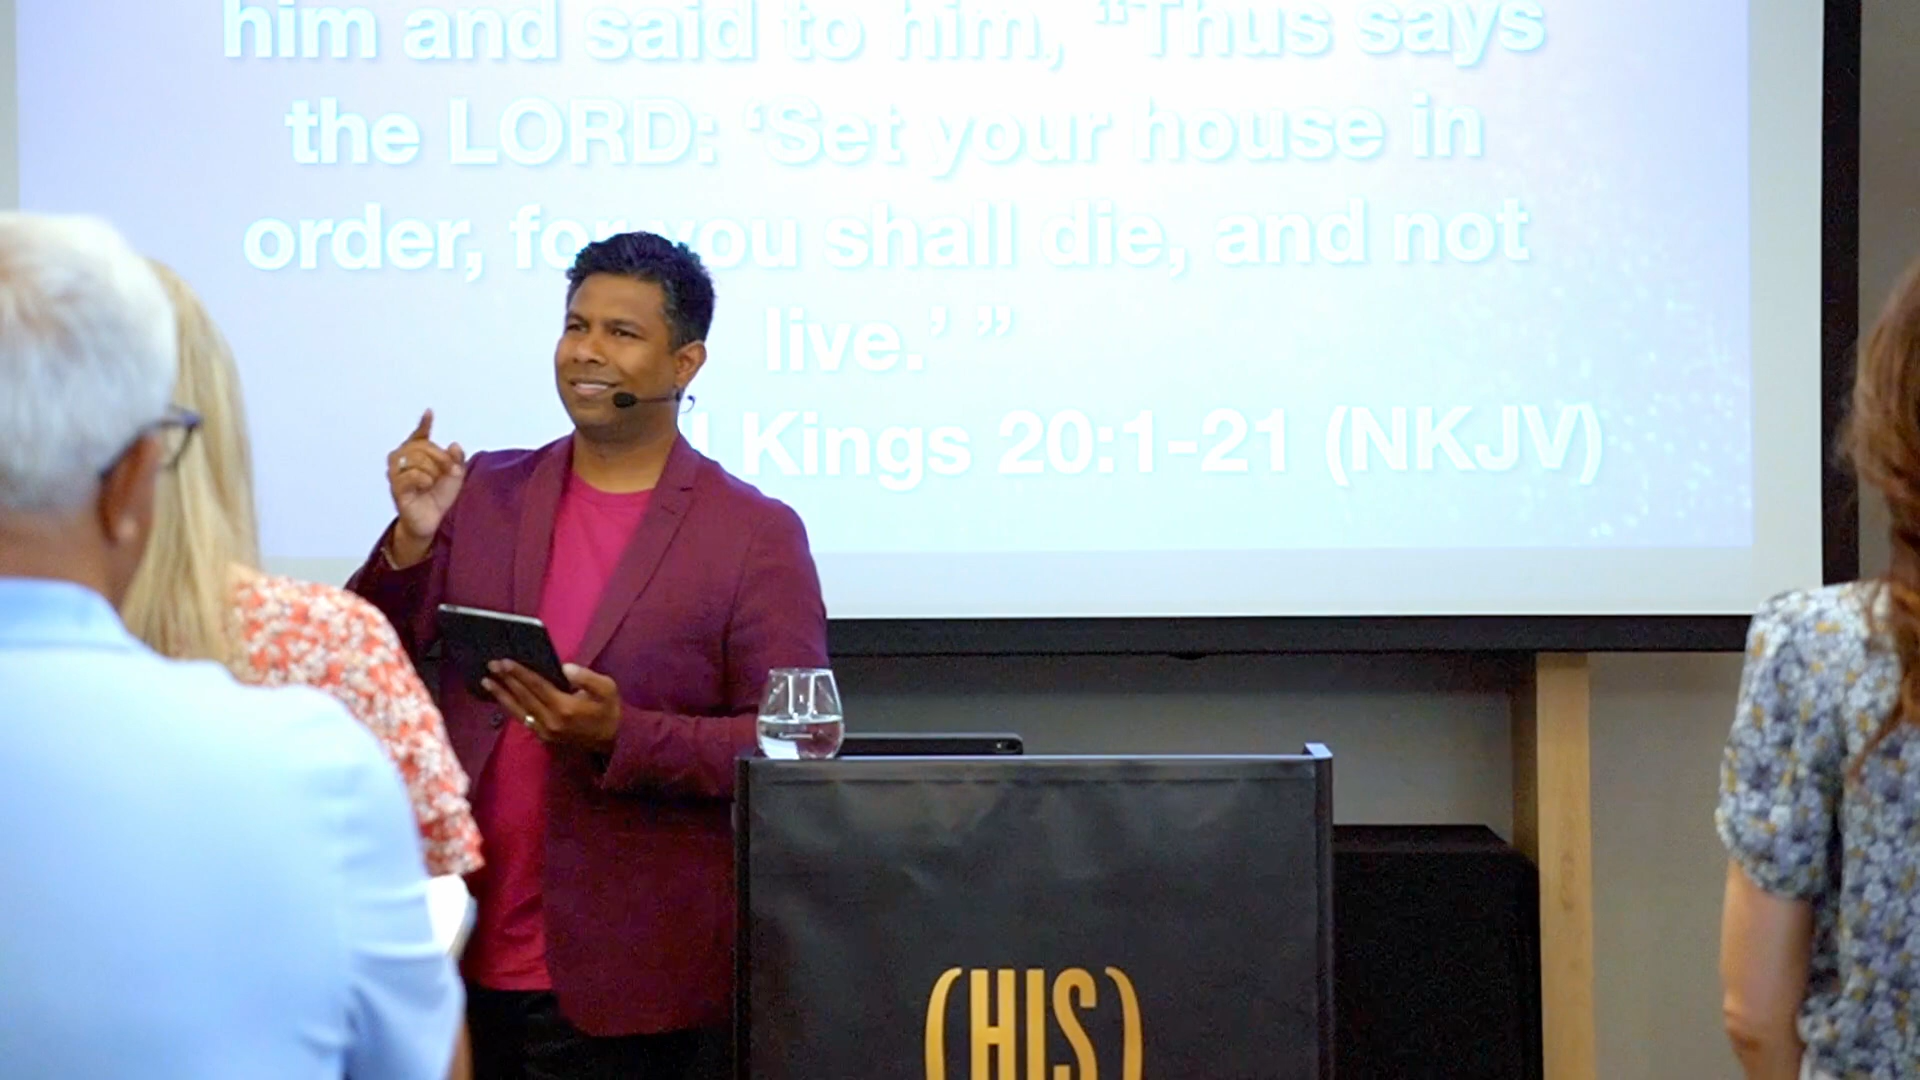 him and said to him, “Thus says
the LORD: ‘Set your house in
order, for you shall die, and not
live.’ ”
Kings 20:1-21 (NKJV)
(HIS)